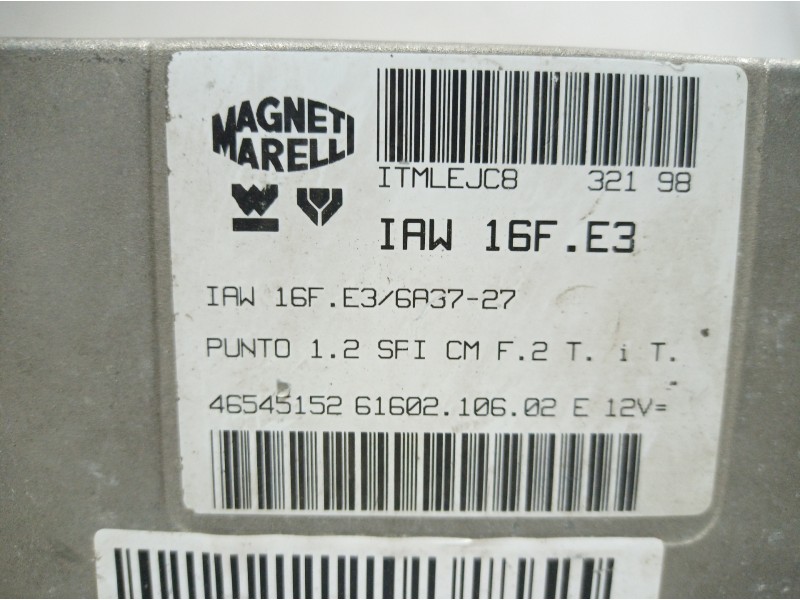 MAGNETI
MARELLI
ITMLEJC8 321 98
W
IAW 16F.E3
IAW 16F.E3/6A37-27
PUNTO 1.2 SFI CM F.2 T. i T.
46545152 61602.106.02 E 12V=